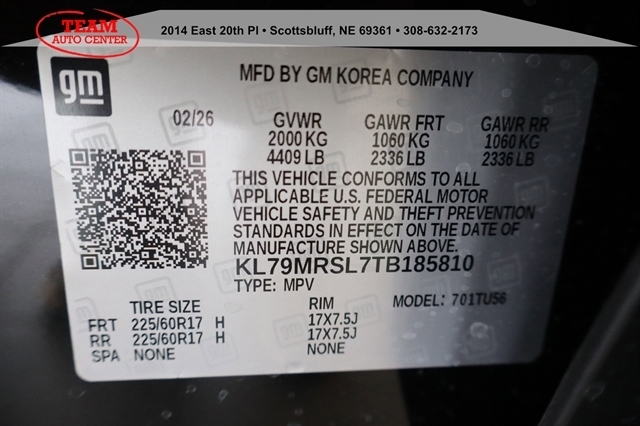 TEAM
AUTO CENTER
2014 East 20th Pl • Scottsbluff, NE 69361 • 308-632-2173
gm
MFD BY GM KOREA COMPANY
02/26 GVWR GAWR FRT GAWR RR
2000 KG 1060 KG 1060 KG
4409 LB 2336 LB 2336 LB
THIS VEHICLE CONFORMS TO ALL
APPLICABLE U.S. FEDERAL MOTOR
VEHICLE SAFETY AND THEFT PREVENTION
STANDARDS IN EFFECT ON THE DATE OF
MANUFACTURE SHOWN ABOVE.
KL79MRSL7TB185810
TYPE: MPV MODEL: 701TU56
TIRE SIZE RIM
FRT 225/60R17 H 17X7.5J
RR 225/60R17 H 17X7.5J
SPA NONE NONE